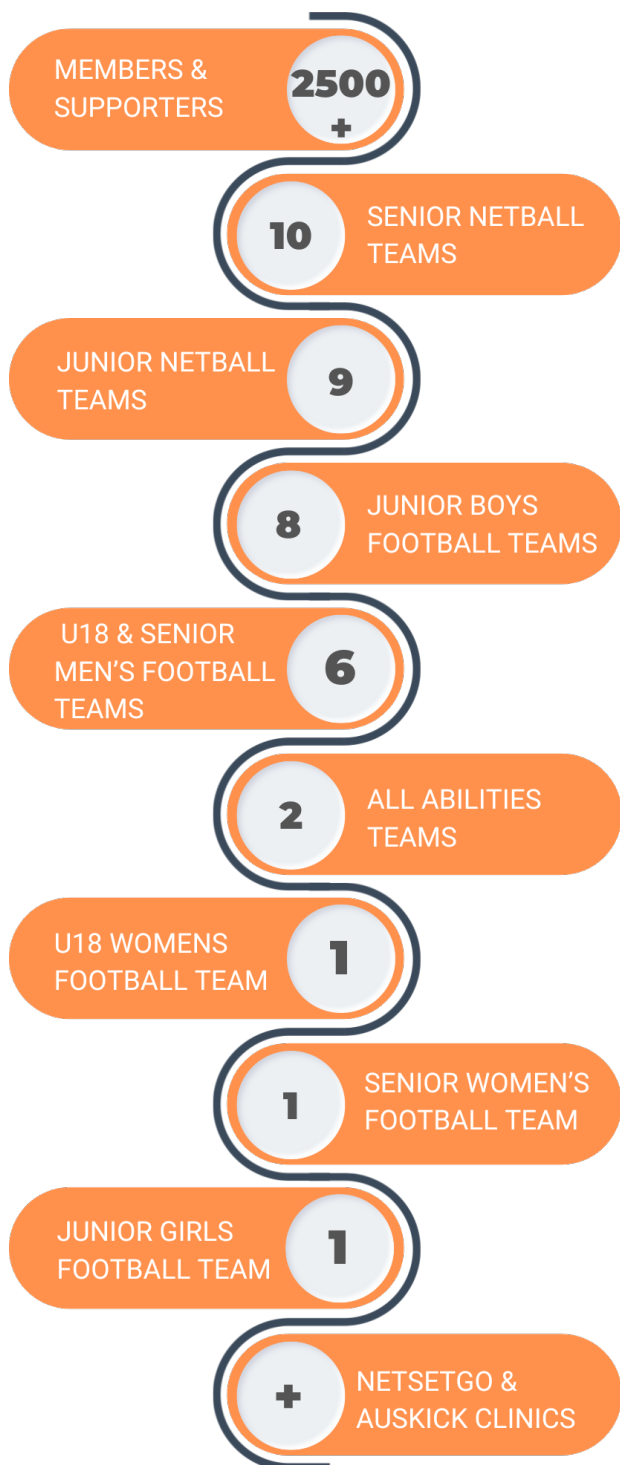 MEMBERS &
SUPPORTERS
2500
+
10
SENIOR NETBALL
TEAMS
JUNIOR NETBALL
TEAMS
9
8
JUNIOR BOYS
FOOTBALL TEAMS
U18 & SENIOR
MEN'S FOOTBALL
TEAMS
6
2
ALL ABILITIES
TEAMS
U18 WOMENS
FOOTBALL TEAM
1
1
SENIOR WOMEN'S
FOOTBALL TEAM
JUNIOR GIRLS
FOOTBALL TEAM
1
+
NETSETGO &
AUSKICK CLINICS